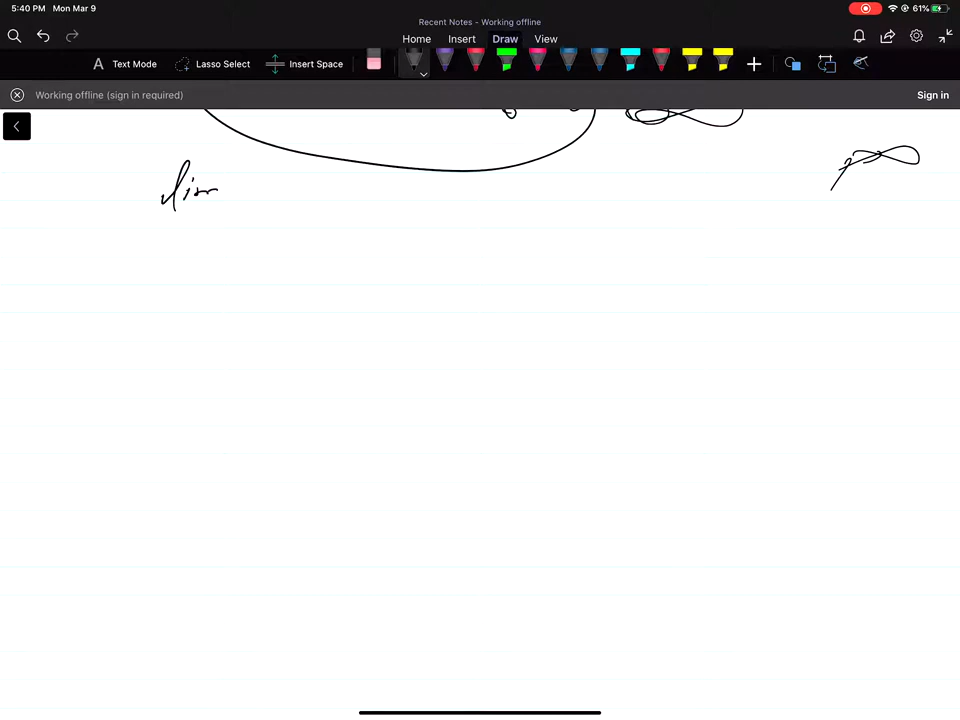 5:40 PM Mon Mar 9
61%
Recent Notes - Working offline
Home Insert Draw View
Text Mode Lasso Select Insert Space
Working offline (sign in required) Sign in
∞
lim